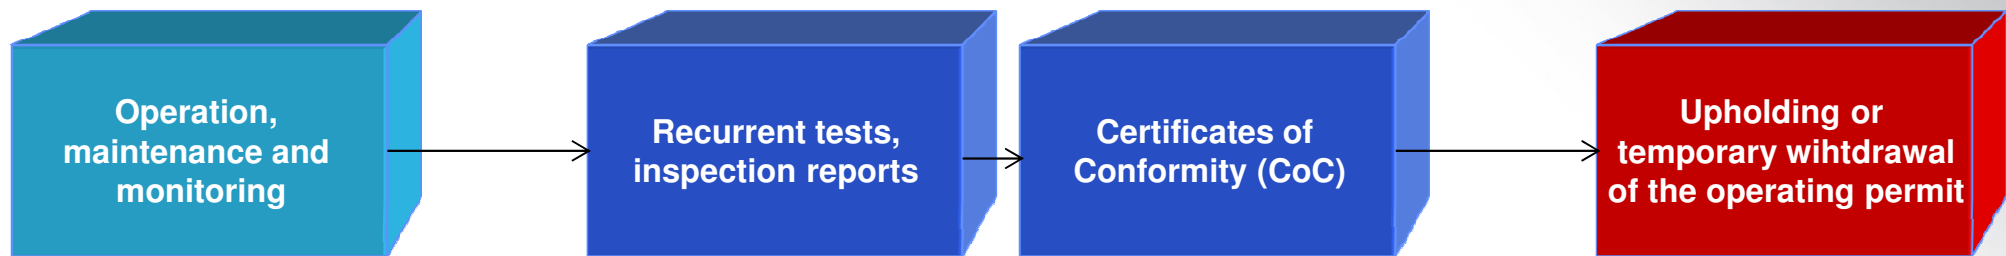 Operation,
maintenance and
monitoring
Recurrent tests,
inspection reports
Certificates of
Conformity (CoC)
Upholding or
temporary wihtdrawal
of the operating permit